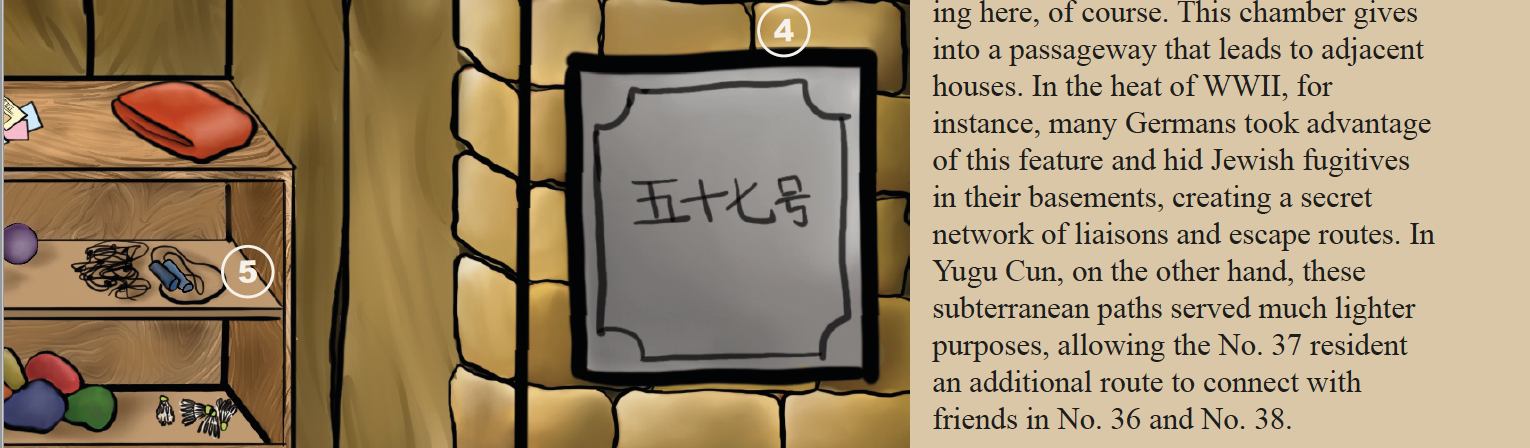 4
五十七号
5
ing here, of course. This chamber gives
into a passageway that leads to adjacent
houses. In the heat of WWII, for
instance, many Germans took advantage
of this feature and hid Jewish fugitives
in their basements, creating a secret
network of liaisons and escape routes. In
Yugu Cun, on the other hand, these
subterranean paths served much lighter
purposes, allowing the No. 37 resident
an additional route to connect with
friends in No. 36 and No. 38.